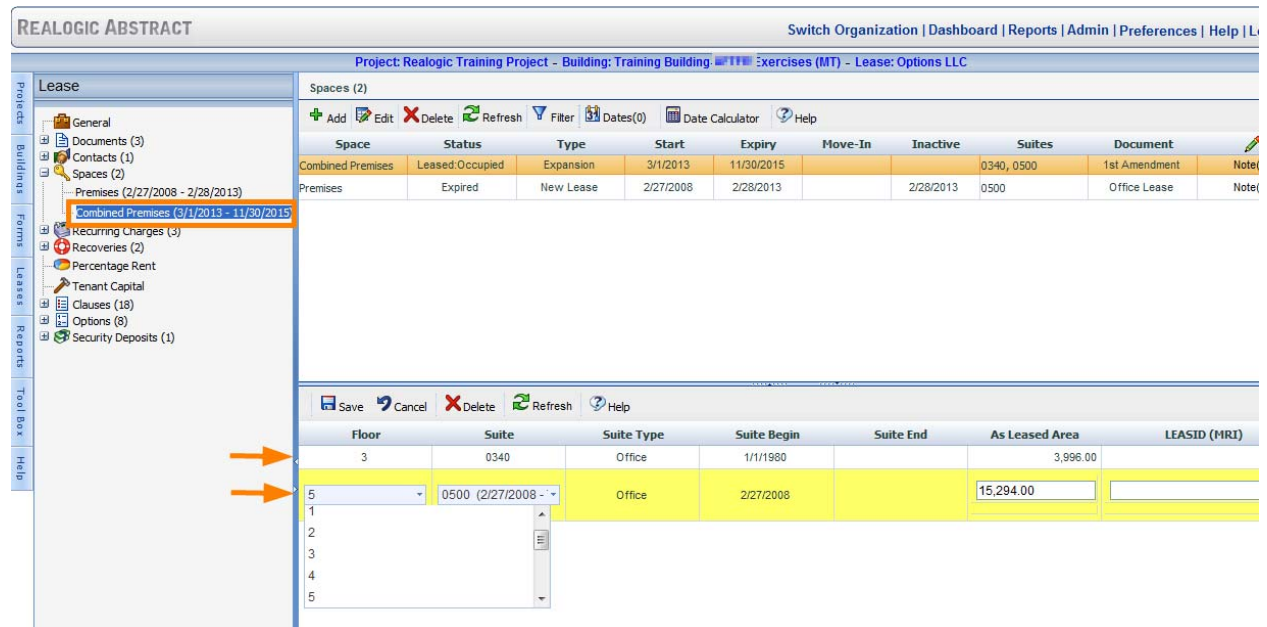 REALOGIC ABSTRACT
Switch Organization | Dashboard | Reports | Admin | Preferences | Help | L
Project: Realogic Training Project - Building: Training Building Exercises (MT) - Lease: Options LLC
Projects
Buildings
Forms
Leases
Reports
Tool Box
Help
Lease
General
Documents (3)
Contacts (1)
Spaces (2)
Premises (2/27/2008 - 2/28/2013)
Combined Premises (3/1/2013 - 11/30/2015)
Recurring Charges (3)
Recoveries (2)
Percentage Rent
Tenant Capital
Clauses (18)
Options (8)
Security Deposits (1)
Spaces (2)
Add Edit Delete Refresh Filter 31 Dates(0) Date Calculator Help
Space Status Type Start Expiry Move-In Inactive Suites Document
Combined Premises Leased:Occupied Expansion 3/1/2013 11/30/2015 0340, 0500 1st Amendment Note(
Premises Expired New Lease 2/27/2008 2/28/2013 2/28/2013 0500 Office Lease Note(
Save Cancel Delete Refresh Help
Floor Suite Suite Type Suite Begin Suite End As Leased Area LEASID (MRI)
3 0340 Office 1/1/1980 3,996.00
5 0500 (2/27/2008 - Office 2/27/2008 15,294.00
1
2
3
4
5